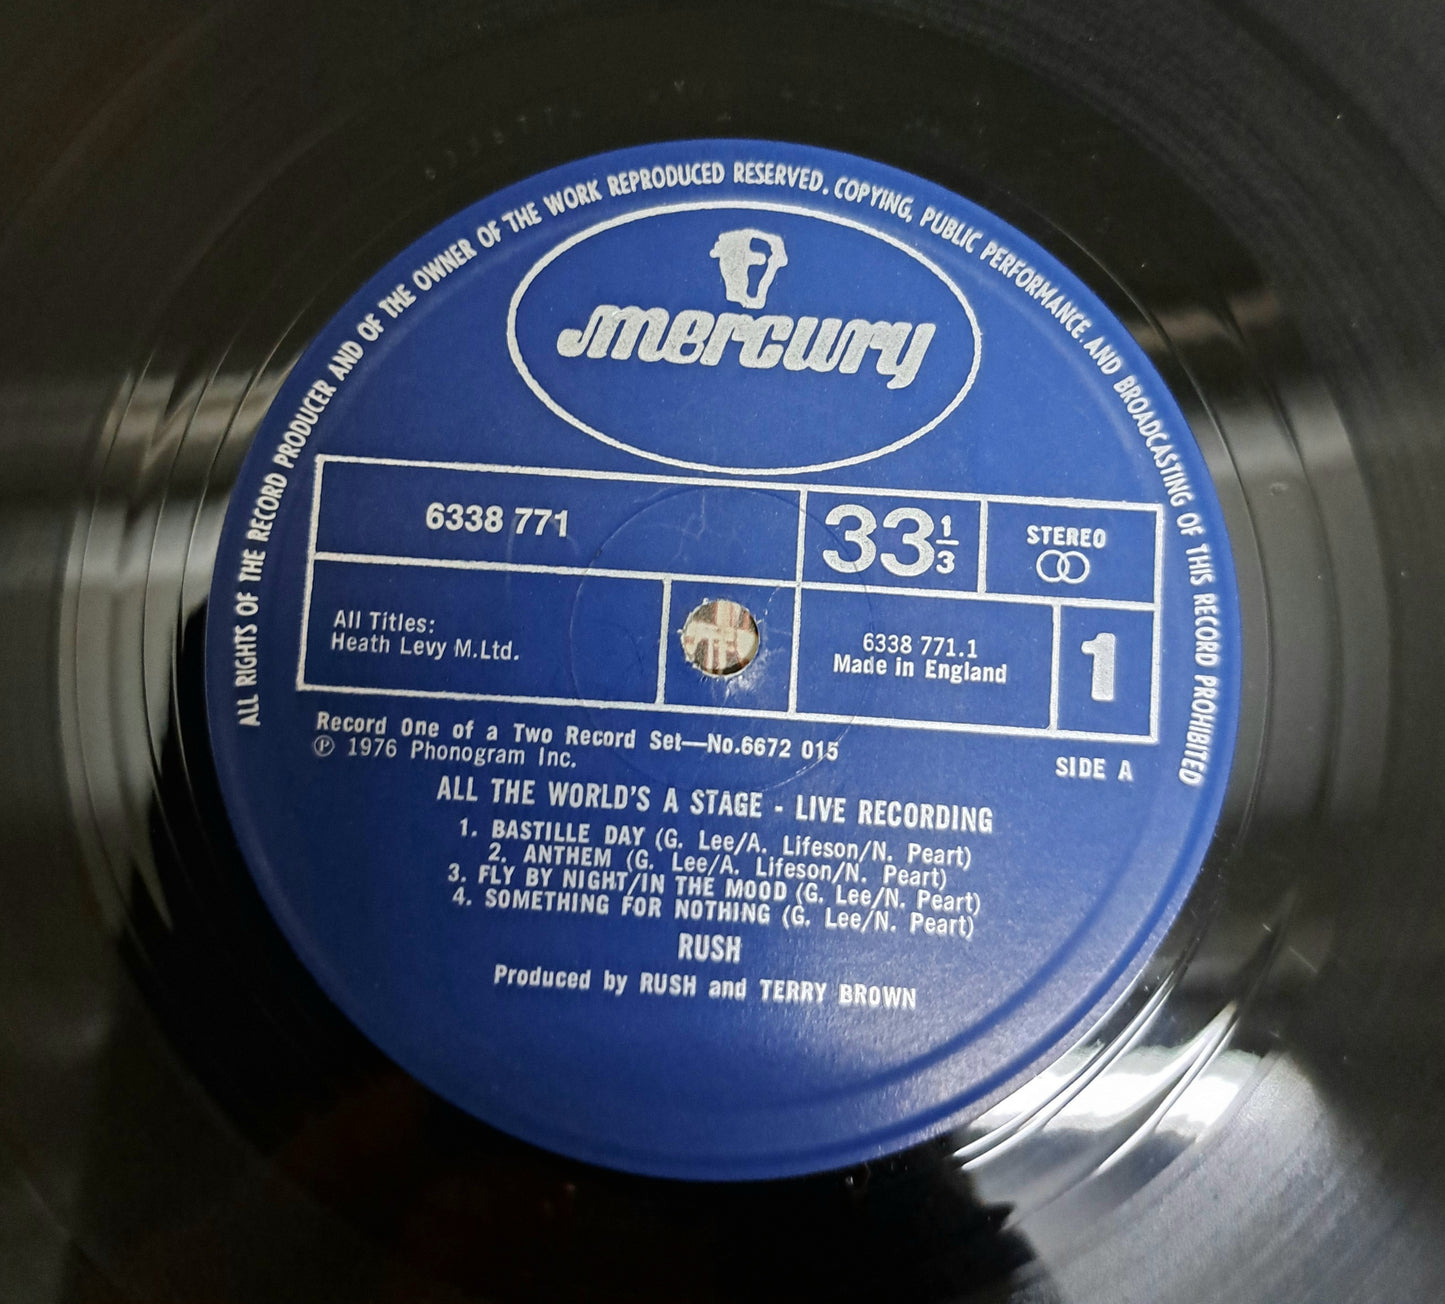 ALL RIGHTS OF THE RECORD PRODUCER AND OF THE OWNER OF THE WORK REPRODUCED RESERVED. COPYING, PUBLIC PERFORMANCE. AND BROADCASTING OF THIS RECORD PROHIBITED
mercury
6338 771
33 1/3
STEREO
All Titles:
Heath Levy M.Ltd.
6338 771.1
Made in England
1
Record One of a Two Record Set—No.6672 015
℗ 1976 Phonogram Inc.
SIDE A
ALL THE WORLD'S A STAGE - LIVE RECORDING
1. BASTILLE DAY (G. Lee/A. Lifeson/N. Peart)
2. ANTHEM (G. Lee/A. Lifeson/N. Peart)
3. FLY BY NIGHT/IN THE MOOD (G. Lee/N. Peart)
4. SOMETHING FOR NOTHING (G. Lee/N. Peart)
RUSH
Produced by RUSH and TERRY BROWN